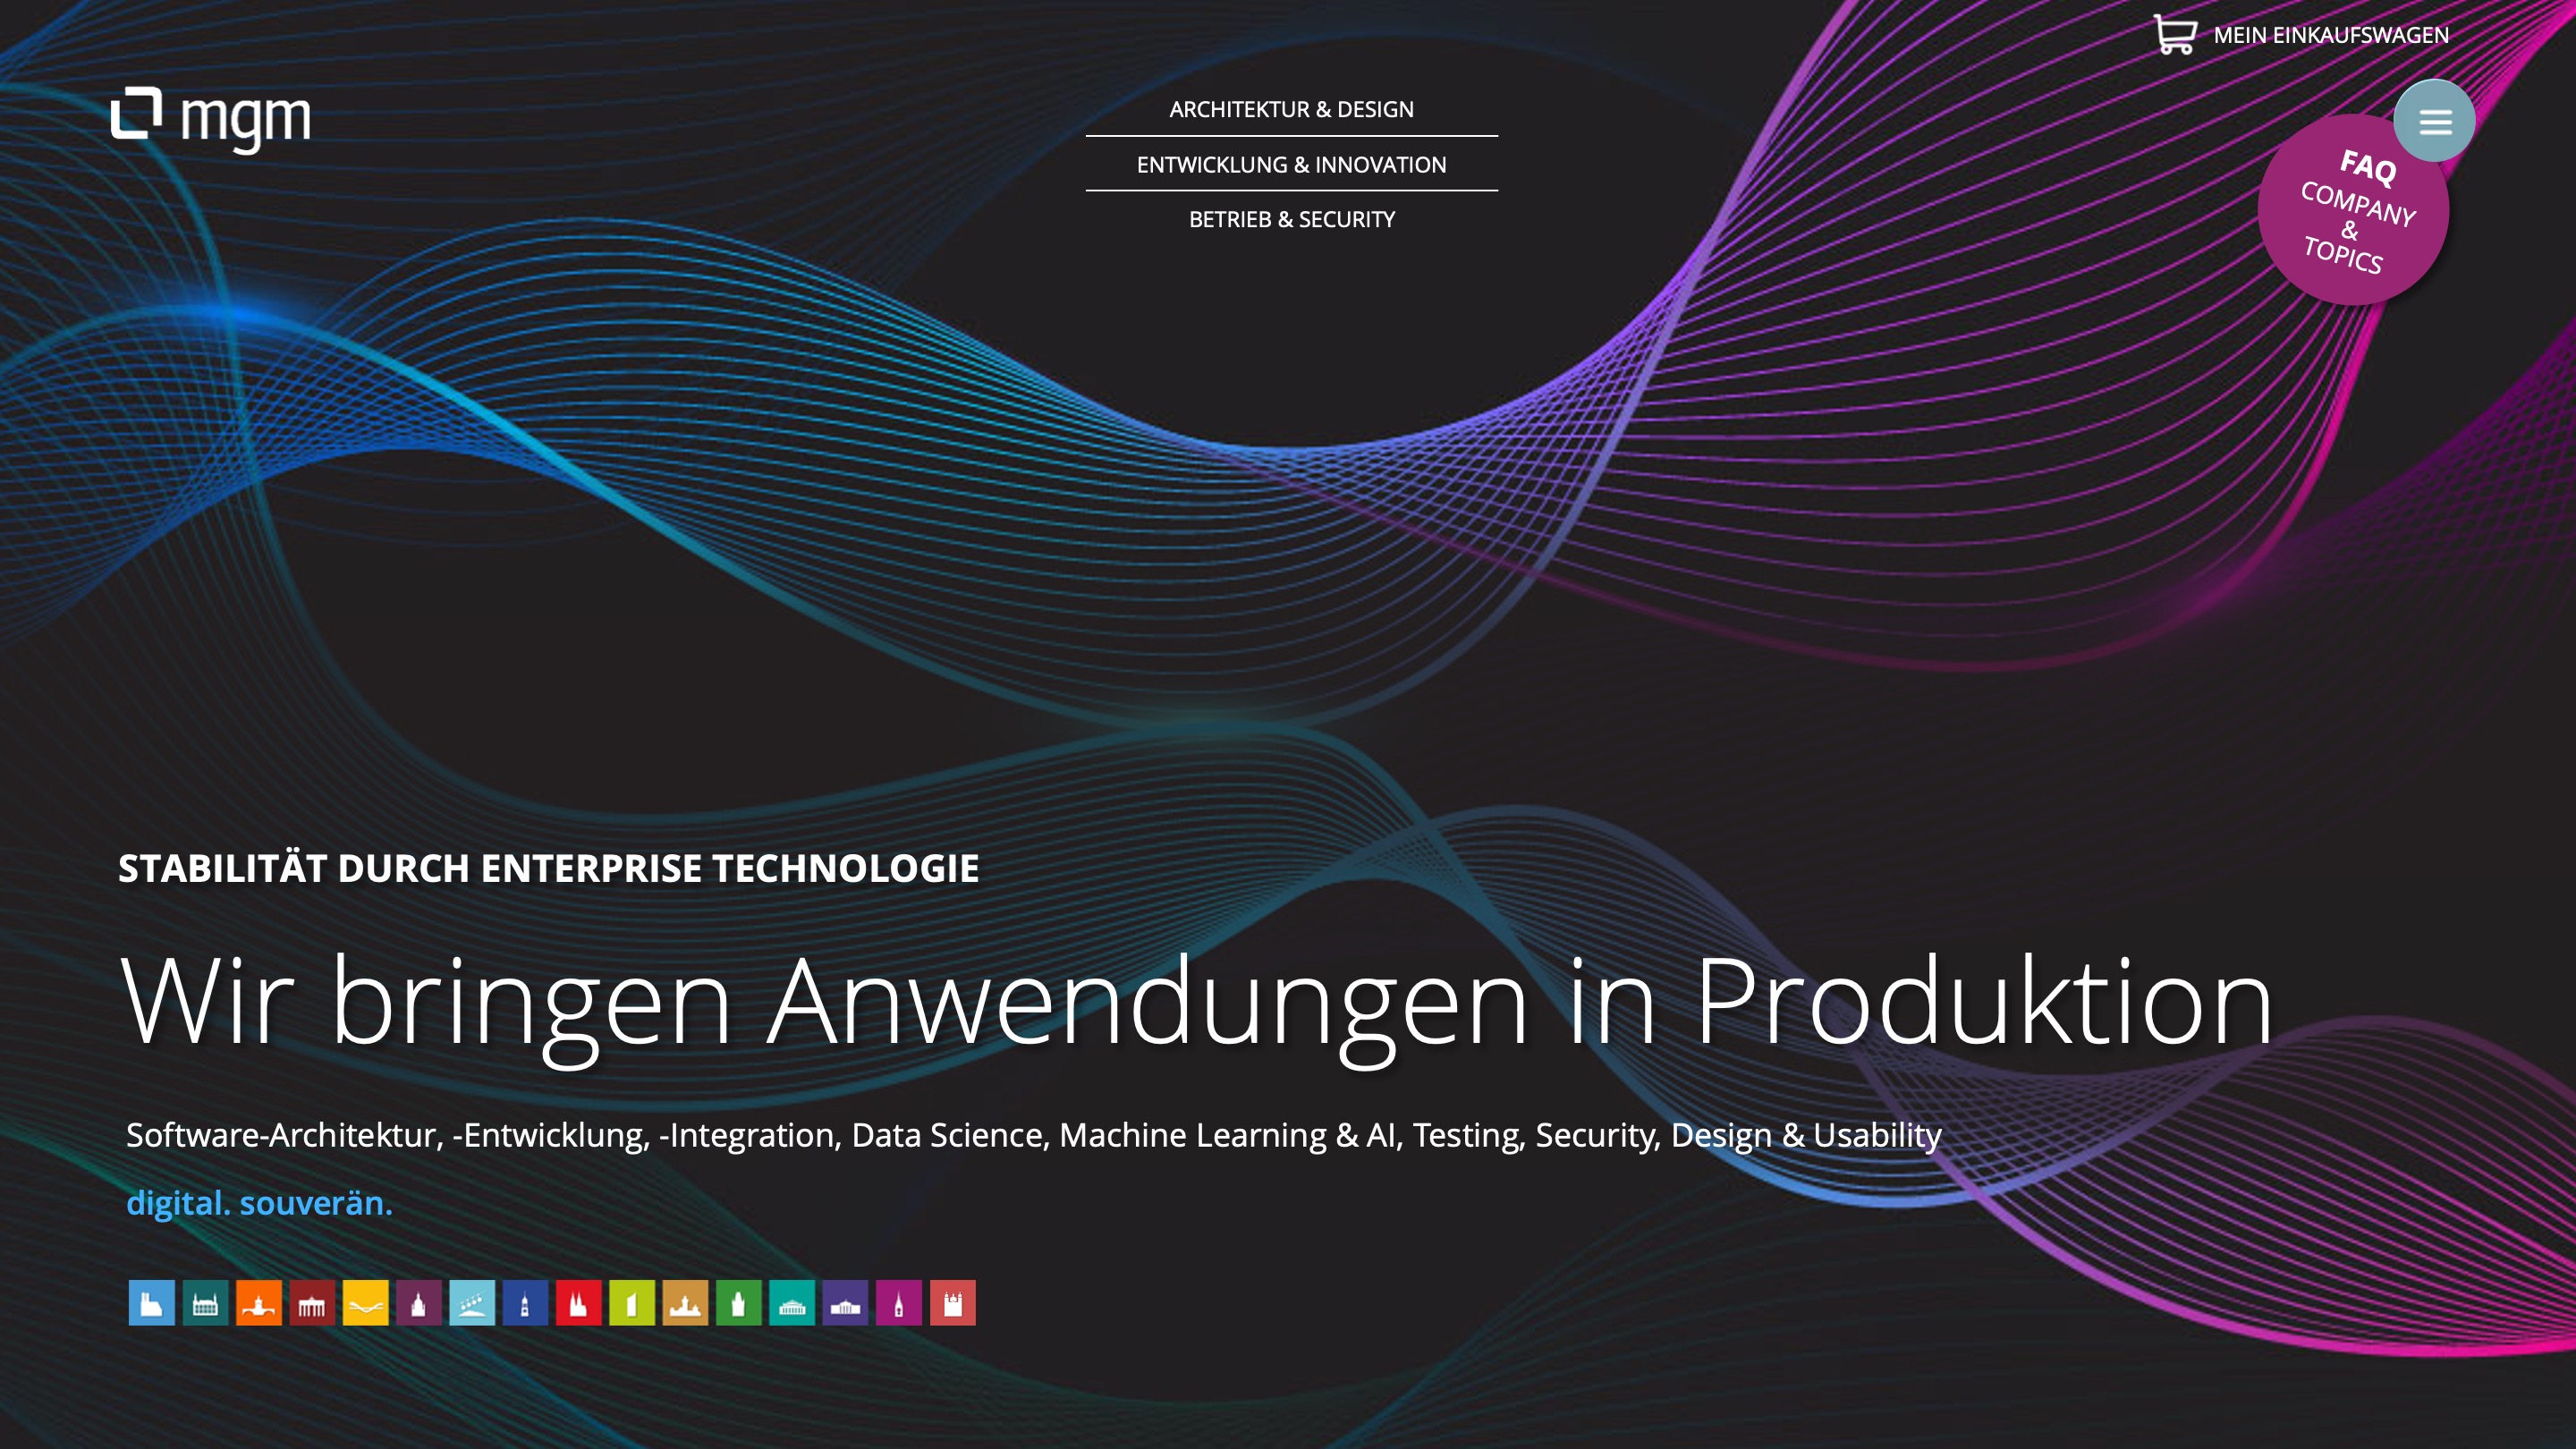 MEIN EINKAUFSWAGEN
mgm
ARCHITEKTUR & DESIGN
ENTWICKLUNG & INNOVATION
BETRIEB & SECURITY
FAQ
COMPANY
&
TOPICS
STABILITÄT DURCH ENTERPRISE TECHNOLOGIE
Wir bringen Anwendungen in Produktion
Software-Architektur, -Entwicklung, -Integration, Data Science, Machine Learning & AI, Testing, Security, Design & Usability
digital. souverän.